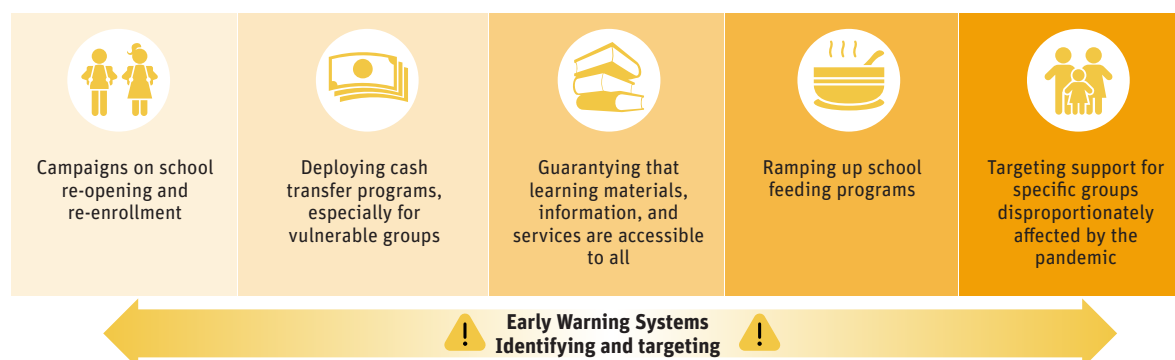 Campaigns on school
re-opening and
re-enrollment
Deploying cash
transfer programs,
especially for
vulnerable groups
Guarantying that
learning materials,
information, and
services are accessible
to all
Ramping up school
feeding programs
Targeting support for
specific groups
disproportionately
affected by the
pandemic
Early Warning Systems
Identifying and targeting